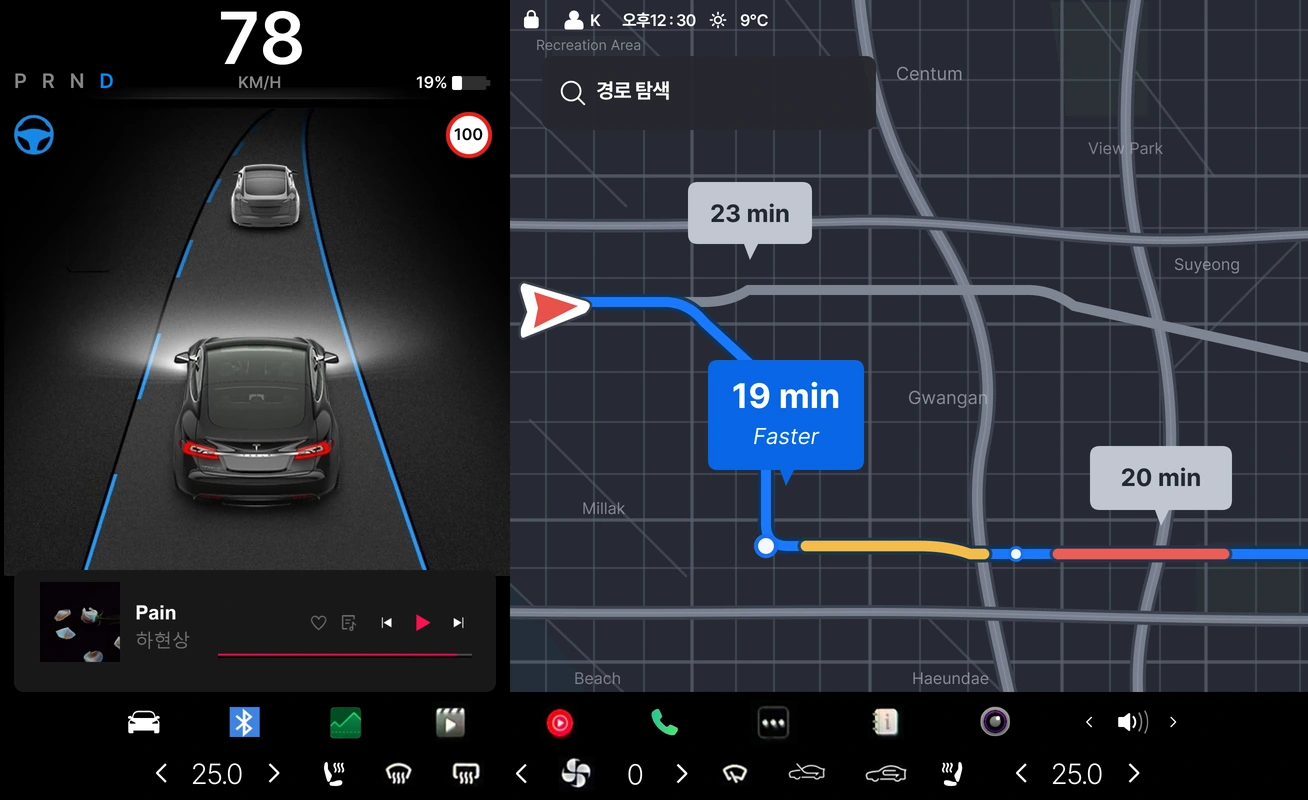 78
KM/H
P R N D
19%
100
Pain
하현상
K 오후12:30 9°C
Recreation Area
경로 탐색
Centum
View Park
23 min
Suyeong
19 min
Faster
Gwangan
20 min
Millak
Beach
Haeundae
25.0
0
25.0